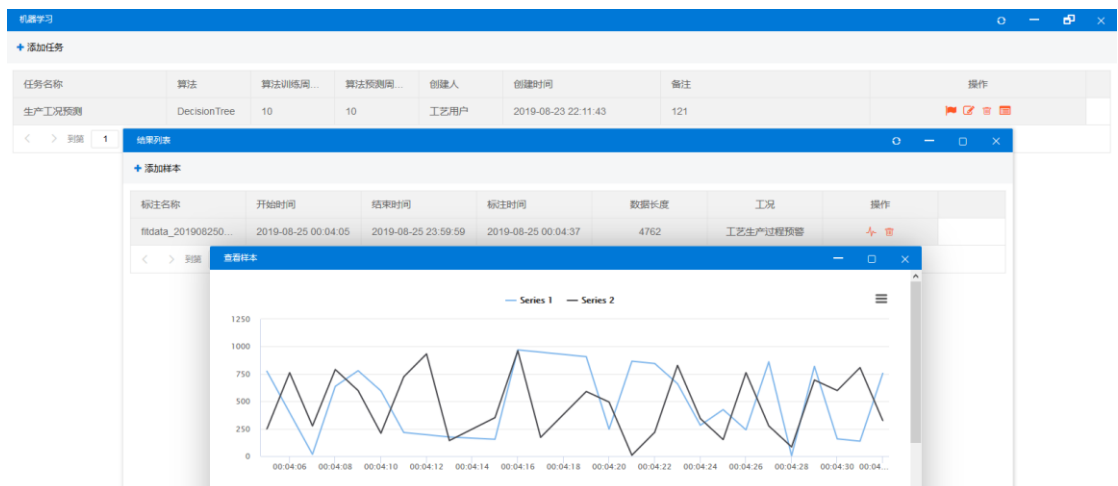 机器学习
添加任务
任务名称 算法 算法训练周... 算法预测周... 创建人 创建时间 备注 操作
生产工况预测 DecisionTree 10 10 工艺用户 2019-08-23 22:11:43 121
到第 1
结果列表
添加样本
标注名称 开始时间 结束时间 标注时间 数据长度 工况 操作
fitdata_201908250... 2019-08-25 00:04:05 2019-08-25 23:59:59 2019-08-25 00:04:37 4762 工艺生产过程预警
到第
查看样本
Series 1 Series 2
1250
1000
750
500
250
0
00:04:06 00:04:08 00:04:10 00:04:12 00:04:14 00:04:16 00:04:18 00:04:20 00:04:22 00:04:24 00:04:26 00:04:28 00:04:30 00:04...